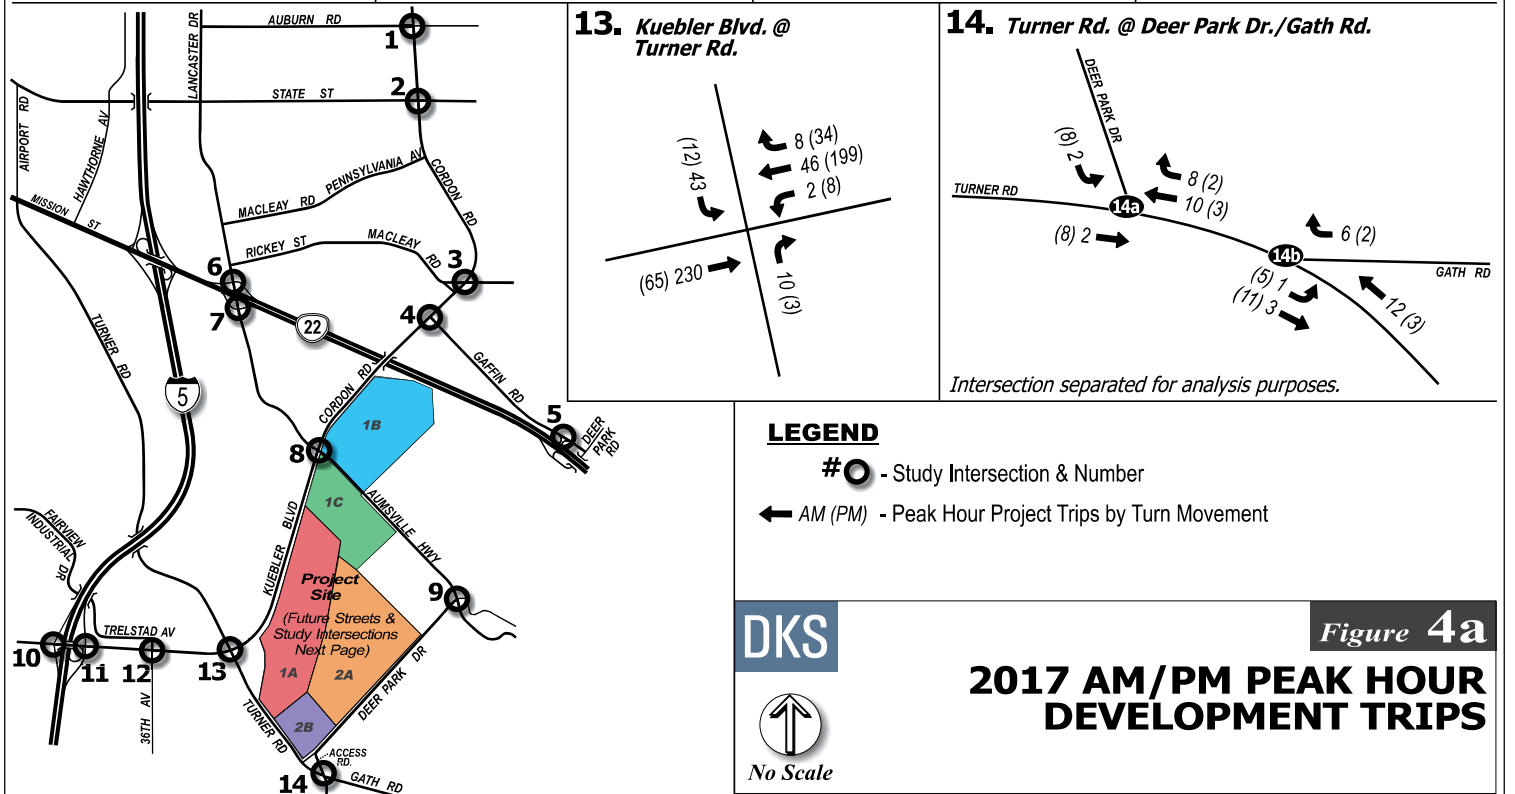 AUBURN RD
1
LANCASTER DR
2
STATE ST
AIRPORT RD
HAWTHORNE AV
PENNSYLVANIA AV
CORDON RD
MACLEAY RD
MISSION ST
RICKEY ST
MACLEAY RD
6
3
7
4
22
TURNER RD
5
GAFFIN RD
CORDON RD
1B
5
DEER PARK RD
8
1C
AUMSVILLE HWY
FAIRVIEW INDUSTRIAL DR
KUEBLER BLVD
Project
Site
(Future Streets &
Study Intersections
Next Page)
9
TRELSTAD AV
10
11
12
13
1A
2A
36TH AV
TURNER RD
2B
DEER PARK DR
ACCESS
RD.
14
GATH RD
13. Kuebler Blvd. @
Turner Rd.
(12) 43
8 (34)
46 (199)
2 (8)
(65) 230
10 (3)
14. Turner Rd. @ Deer Park Dr./Gath Rd.
DEER PARK DR
(8) 2
TURNER RD
14a
8 (2)
10 (3)
(8) 2
6 (2)
14b
GATH RD
(5) 1
(11) 3
12 (3)
Intersection separated for analysis purposes.
LEGEND
# - Study Intersection & Number
AM (PM) - Peak Hour Project Trips by Turn Movement
DKS
Figure 4a
2017 AM/PM PEAK HOUR
DEVELOPMENT TRIPS
No Scale